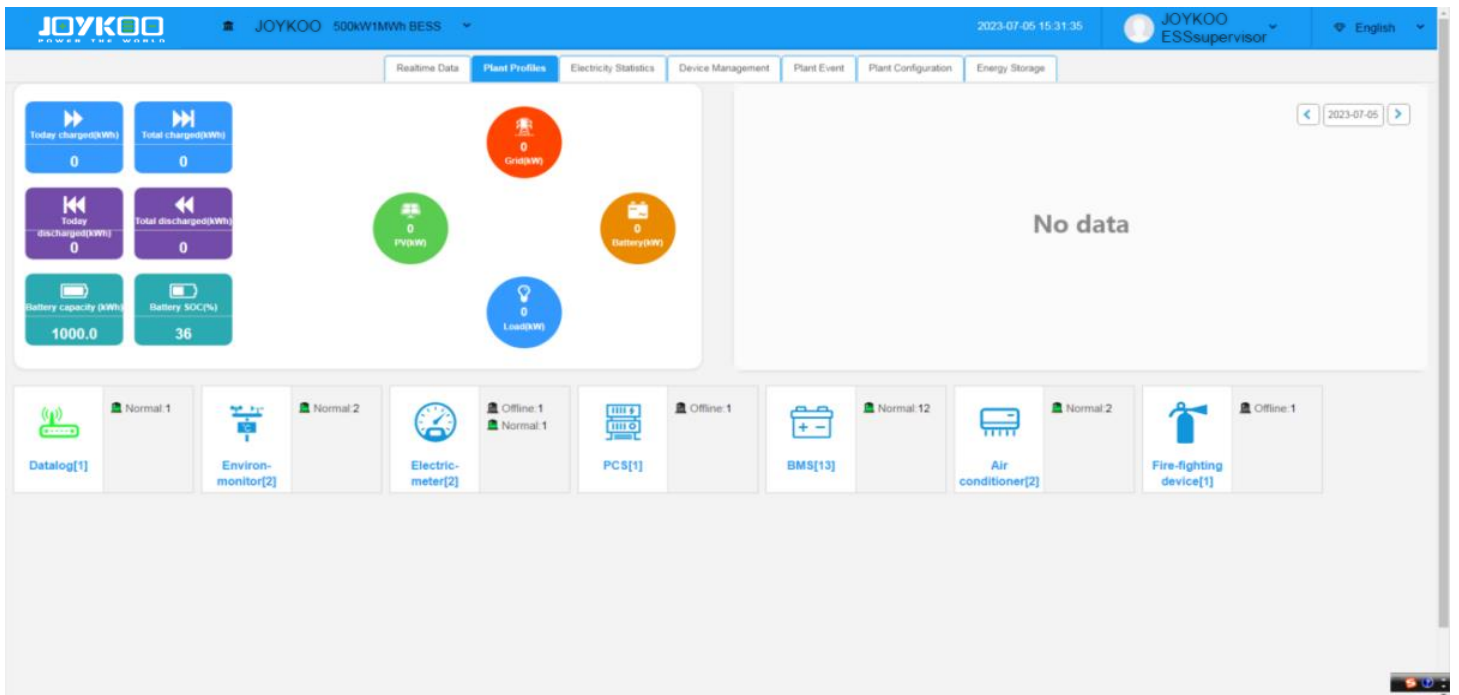 JOYKOO
POWER THE WORLD
JOYKOO 500kW1MWh BESS
2023-07-05 15:31:35
JOYKOO
ESSsupervisor
English
Realtime Data
Plant Profiles
Electricity Statistics
Device Management
Plant Event
Plant Configuration
Energy Storage
Today charged(kWh)
0
Total charged(kWh)
0
Today
discharged(kWh)
0
Total discharged(kWh)
0
Battery capacity (kWh)
1000.0
Battery SOC(%)
36
0
Grid(kW)
0
PV(kW)
0
Battery(kW)
0
Load(kW)
2023-07-05
No data
Datalog[1]
Normal:1
Environ-
monitor[2]
Normal:2
Electric-
meter[2]
Offline:1
Normal:1
PCS[1]
Offline:1
BMS[13]
Normal:12
Air
conditioner[2]
Normal:2
Fire-fighting
device[1]
Offline:1